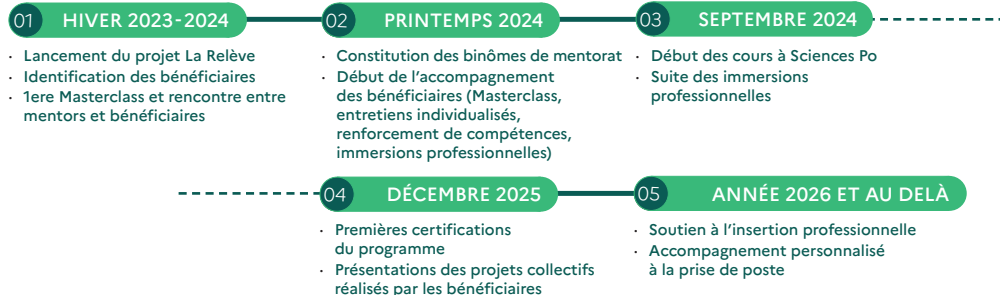 01 HIVER 2023-2024
· Lancement du projet La Relève
· Identification des bénéficiaires
· 1ere Masterclass et rencontre entre
mentors et bénéficiaires
02 PRINTEMPS 2024
· Constitution des binômes de mentorat
· Début de l'accompagnement
des bénéficiaires (Masterclass,
entretiens individualisés,
renforcement de compétences,
immersions professionnelles)
03 SEPTEMBRE 2024
· Début des cours à Sciences Po
· Suite des immersions
professionnelles
04 DÉCEMBRE 2025
· Premières certifications
du programme
· Présentations des projets collectifs
réalisés par les bénéficiaires
05 ANNÉE 2026 ET AU DELÀ
· Soutien à l'insertion professionnelle
· Accompagnement personnalisé
à la prise de poste